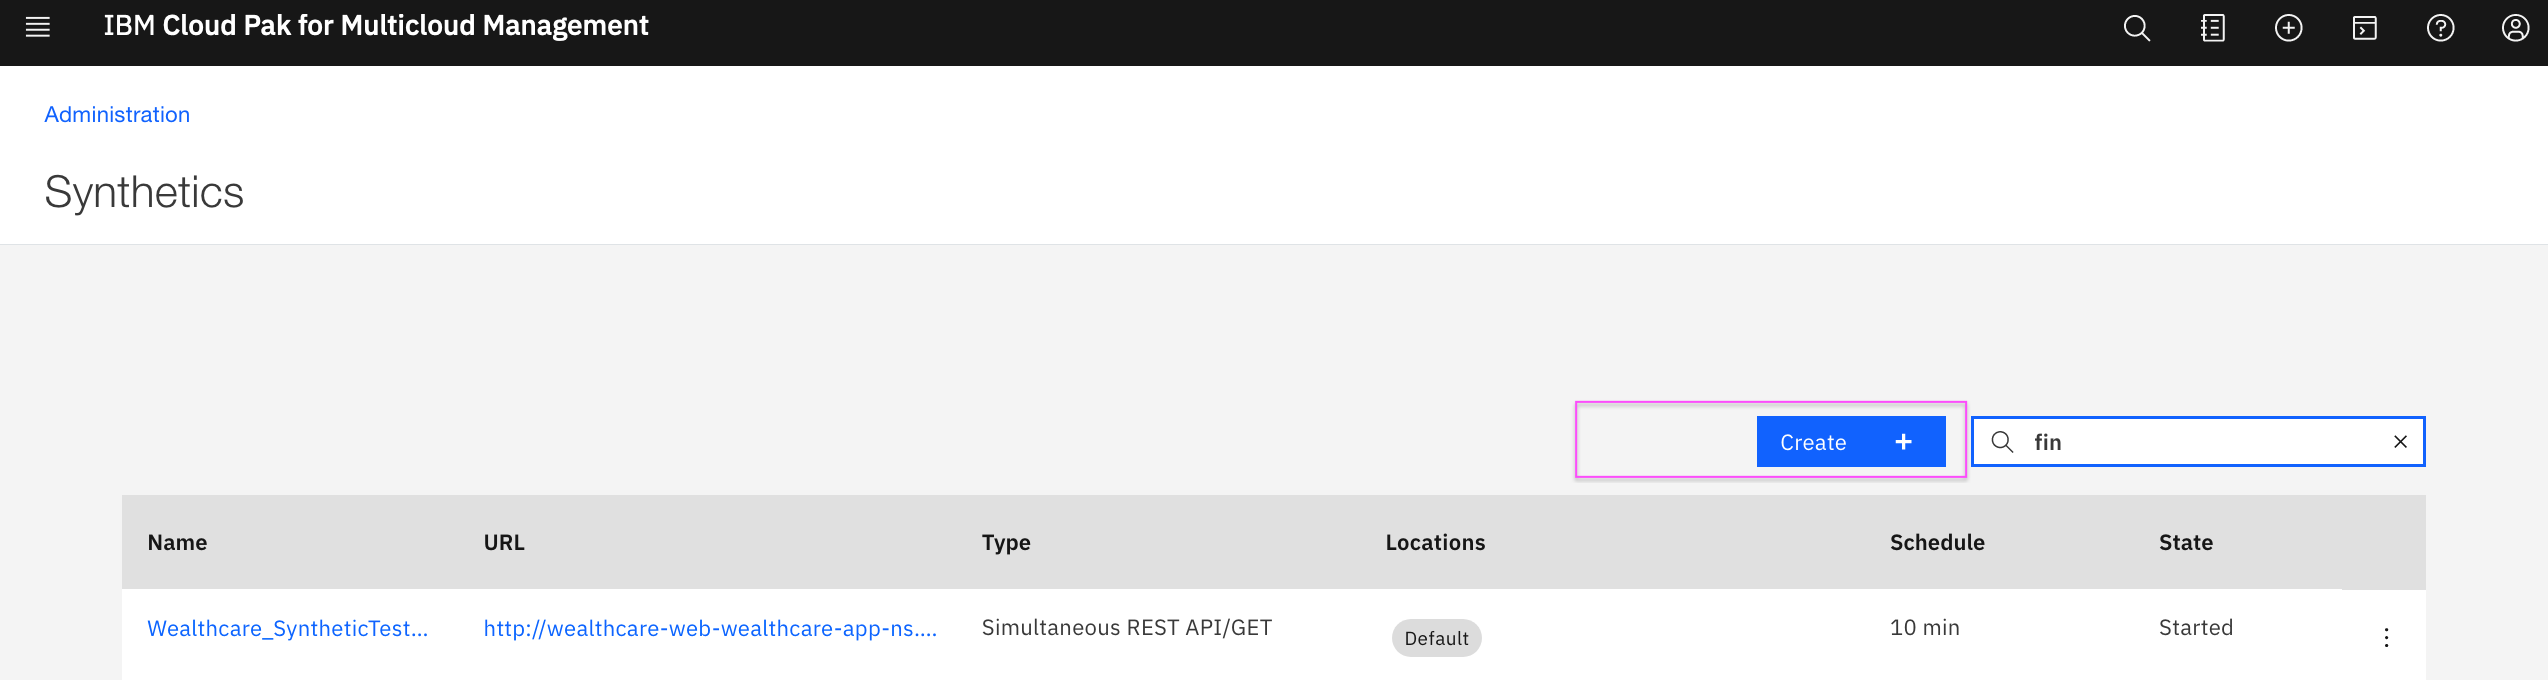 IBM Cloud Pak for Multicloud Management
Administration
Synthetics
Create +
fin
Name URL Type Locations Schedule State
Wealthcare_SyntheticTest... http://wealthcare-web-wealthcare-app-ns.... Simultaneous REST API/GET Default 10 min Started